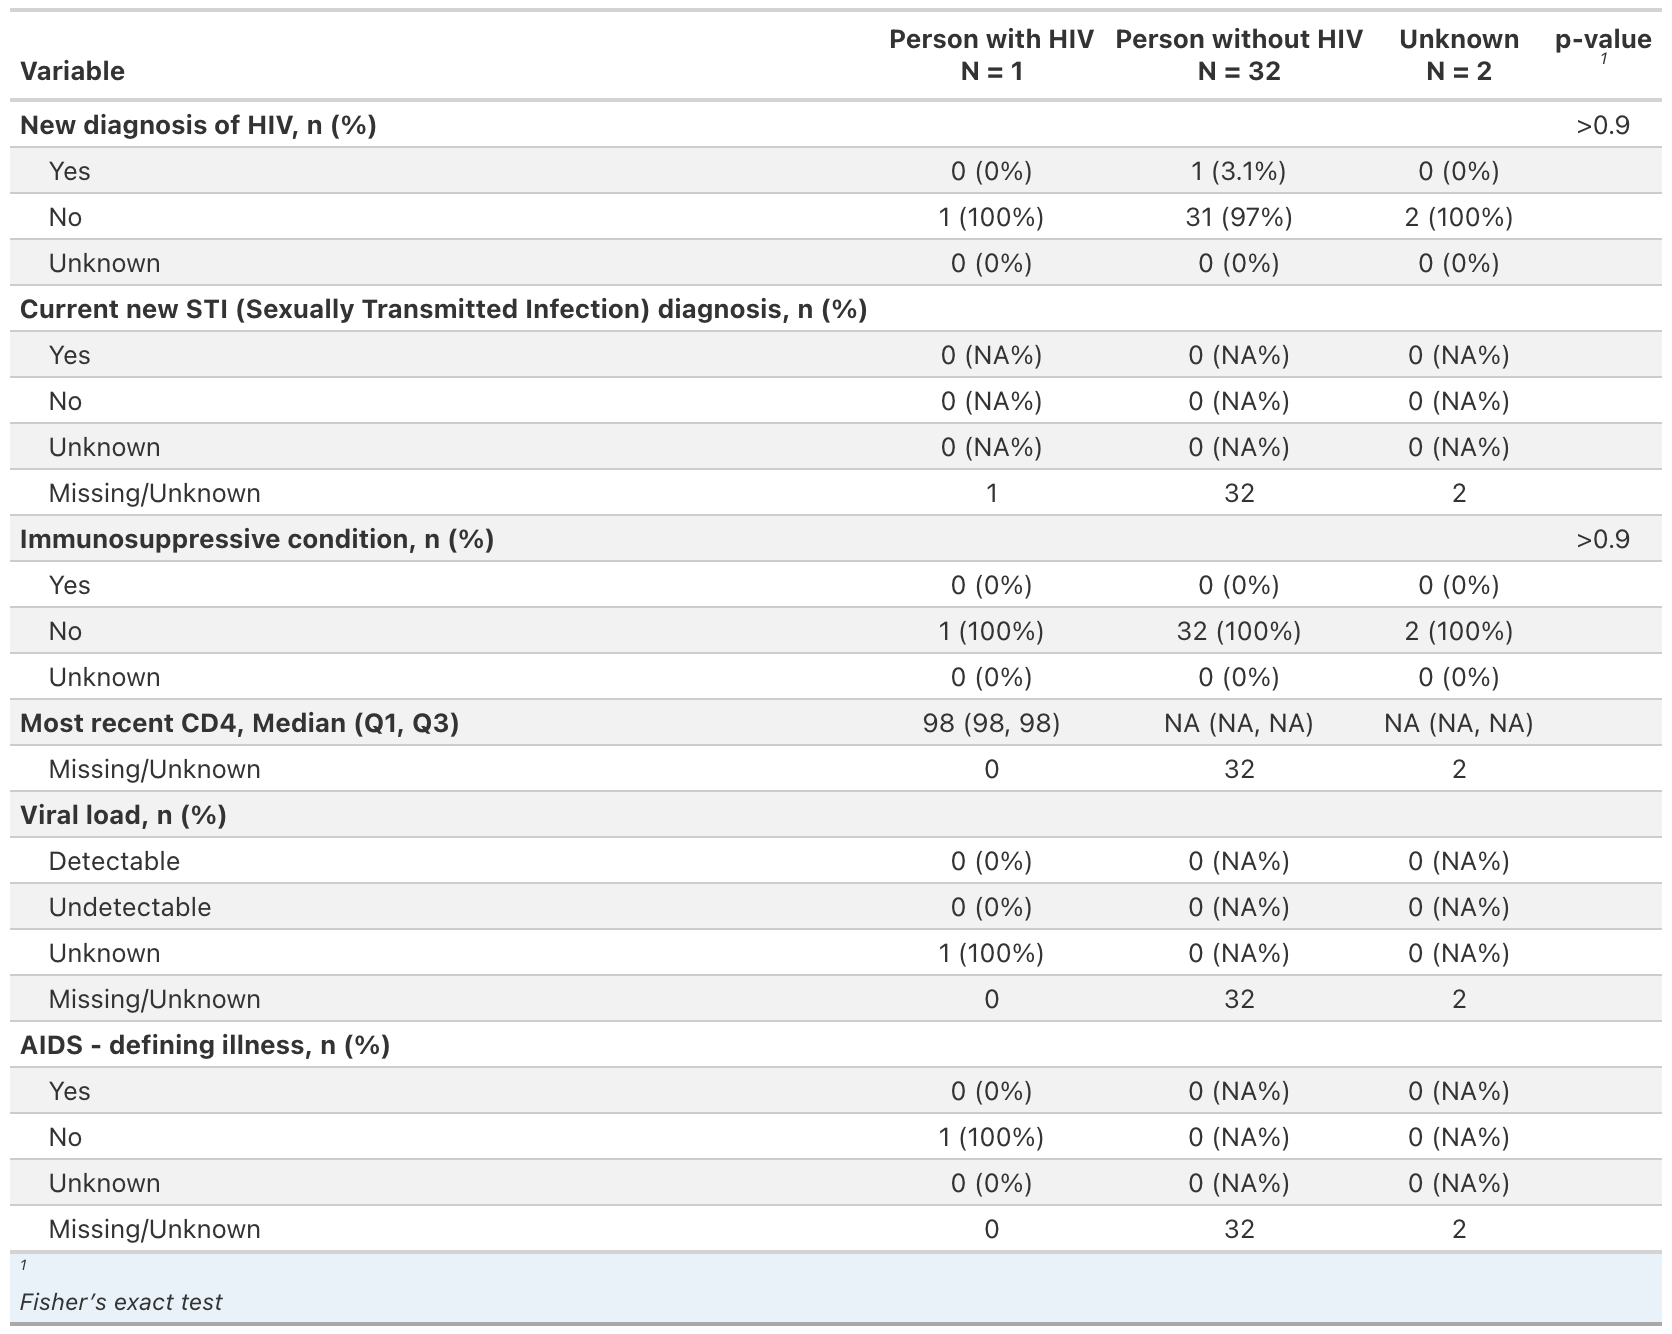 Variable Person with HIV N = 1 Person without HIV N = 32 Unknown N = 2 p-value 1
New diagnosis of HIV, n (%) >0.9
Yes 0 (0%) 1 (3.1%) 0 (0%)
No 1 (100%) 31 (97%) 2 (100%)
Unknown 0 (0%) 0 (0%) 0 (0%)
Current new STI (Sexually Transmitted Infection) diagnosis, n (%)
Yes 0 (NA%) 0 (NA%) 0 (NA%)
No 0 (NA%) 0 (NA%) 0 (NA%)
Unknown 0 (NA%) 0 (NA%) 0 (NA%)
Missing/Unknown 1 32 2
Immunosuppressive condition, n (%) >0.9
Yes 0 (0%) 0 (0%) 0 (0%)
No 1 (100%) 32 (100%) 2 (100%)
Unknown 0 (0%) 0 (0%) 0 (0%)
Most recent CD4, Median (Q1, Q3) 98 (98, 98) NA (NA, NA) NA (NA, NA)
Missing/Unknown 0 32 2
Viral load, n (%)
Detectable 0 (0%) 0 (NA%) 0 (NA%)
Undetectable 0 (0%) 0 (NA%) 0 (NA%)
Unknown 1 (100%) 0 (NA%) 0 (NA%)
Missing/Unknown 0 32 2
AIDS - defining illness, n (%)
Yes 0 (0%) 0 (NA%) 0 (NA%)
No 1 (100%) 0 (NA%) 0 (NA%)
Unknown 0 (0%) 0 (NA%) 0 (NA%)
Missing/Unknown 0 32 2
1
Fisher's exact test